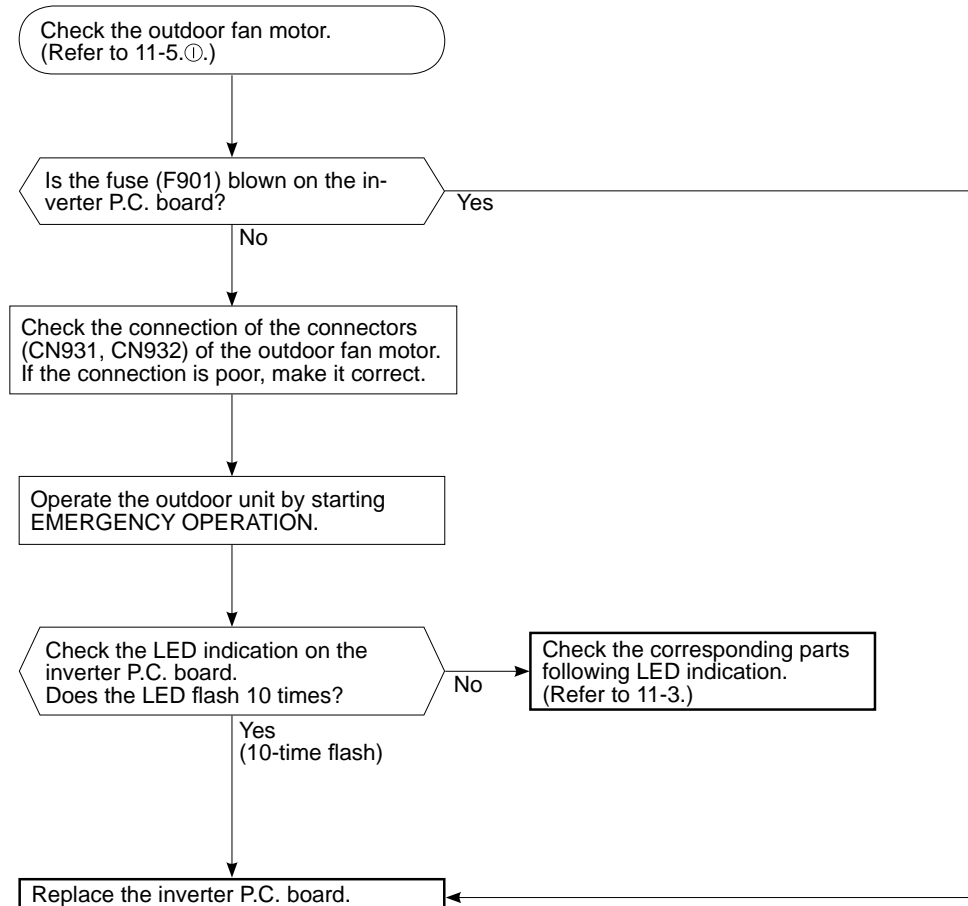 Check the outdoor fan motor.
(Refer to 11-5.Ⓘ.)
Is the fuse (F901) blown on the in-
verter P.C. board?
Yes
No
Check the connection of the connectors
(CN931, CN932) of the outdoor fan motor.
If the connection is poor, make it correct.
Operate the outdoor unit by starting
EMERGENCY OPERATION.
Check the LED indication on the
inverter P.C. board.
Does the LED flash 10 times?
No
Check the corresponding parts
following LED indication.
(Refer to 11-3.)
Yes
(10-time flash)
Replace the inverter P.C. board.